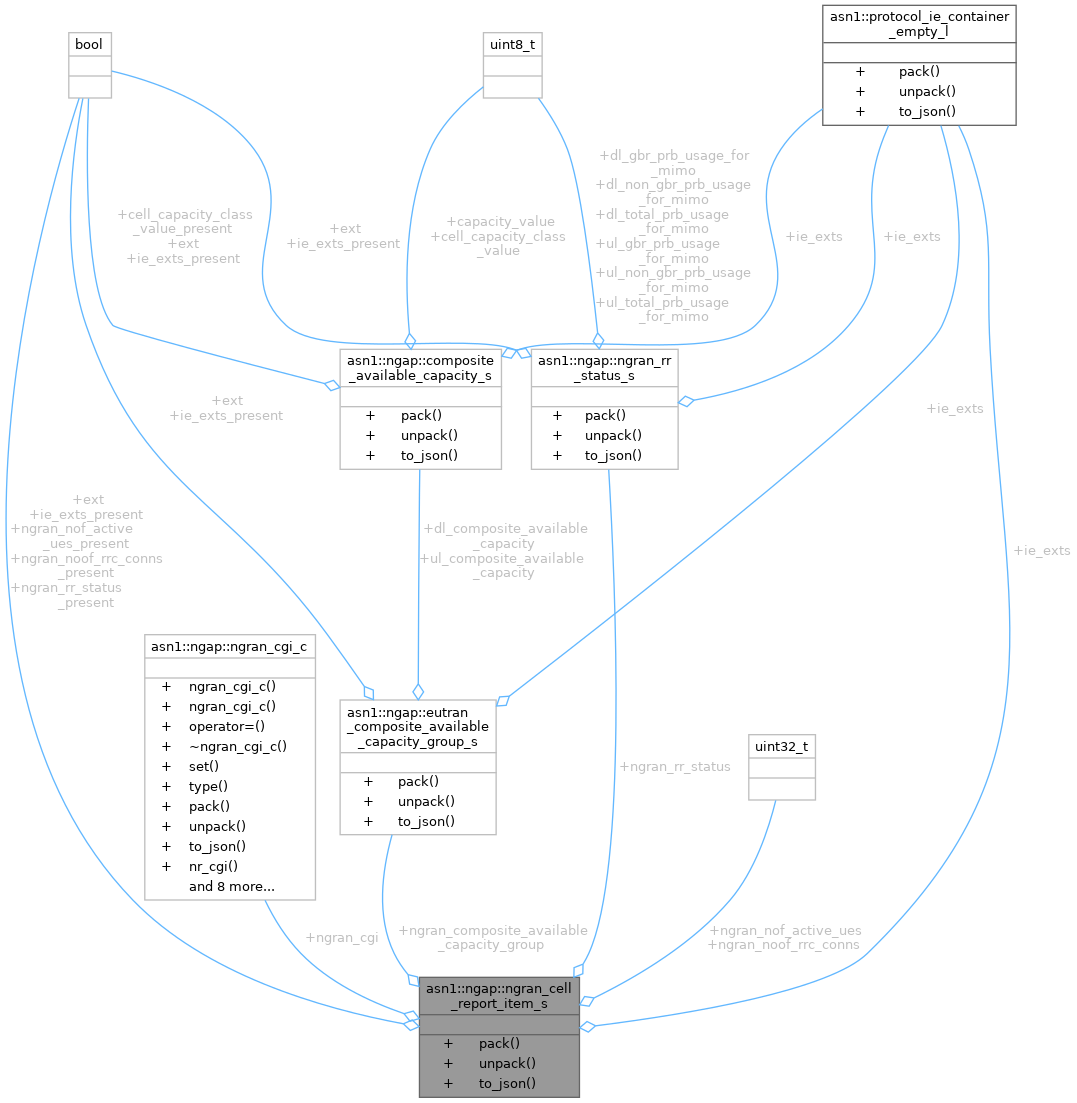 asn1::protocol_ie_container
_empty_l
+ pack()
+ unpack()
+ to_json()
bool
uint8_t
+dl_gbr_prb_usage_for
_mimo
+dl_non_gbr_prb_usage
_for_mimo
+dl_total_prb_usage
_for_mimo
+ul_gbr_prb_usage
_for_mimo
+ul_non_gbr_prb_usage
_for_mimo
+ul_total_prb_usage
_for_mimo
+cell_capacity_class
_value_present
+ext
+ie_exts_present
+ext
+ie_exts_present
+capacity_value
+cell_capacity_class
_value
+ie_exts
+ie_exts
asn1::ngap::composite
_available_capacity_s
+ pack()
+ unpack()
+ to_json()
asn1::ngap::ngran_rr
_status_s
+ pack()
+ unpack()
+ to_json()
+ext
+ie_exts_present
+ie_exts
+ext
+ie_exts_present
+ngran_nof_active
_ues_present
+ngran_noof_rrc_conns
_present
+ngran_rr_status
_present
+dl_composite_available
_capacity
+ul_composite_available
_capacity
+ie_exts
asn1::ngap::ngran_cgi_c
+ ngran_cgi_c()
+ ngran_cgi_c()
+ operator=()
+ ~ngran_cgi_c()
+ set()
+ type()
+ pack()
+ unpack()
+ to_json()
+ nr_cgi()
and 8 more...
asn1::ngap::eutran
_composite_available
_capacity_group_s
+ pack()
+ unpack()
+ to_json()
+ngran_rr_status
uint32_t
+ngran_cgi
+ngran_composite_available
_capacity_group
+ngran_nof_active_ues
+ngran_noof_rrc_conns
asn1::ngap::ngran_cell
_report_item_s
+ pack()
+ unpack()
+ to_json()